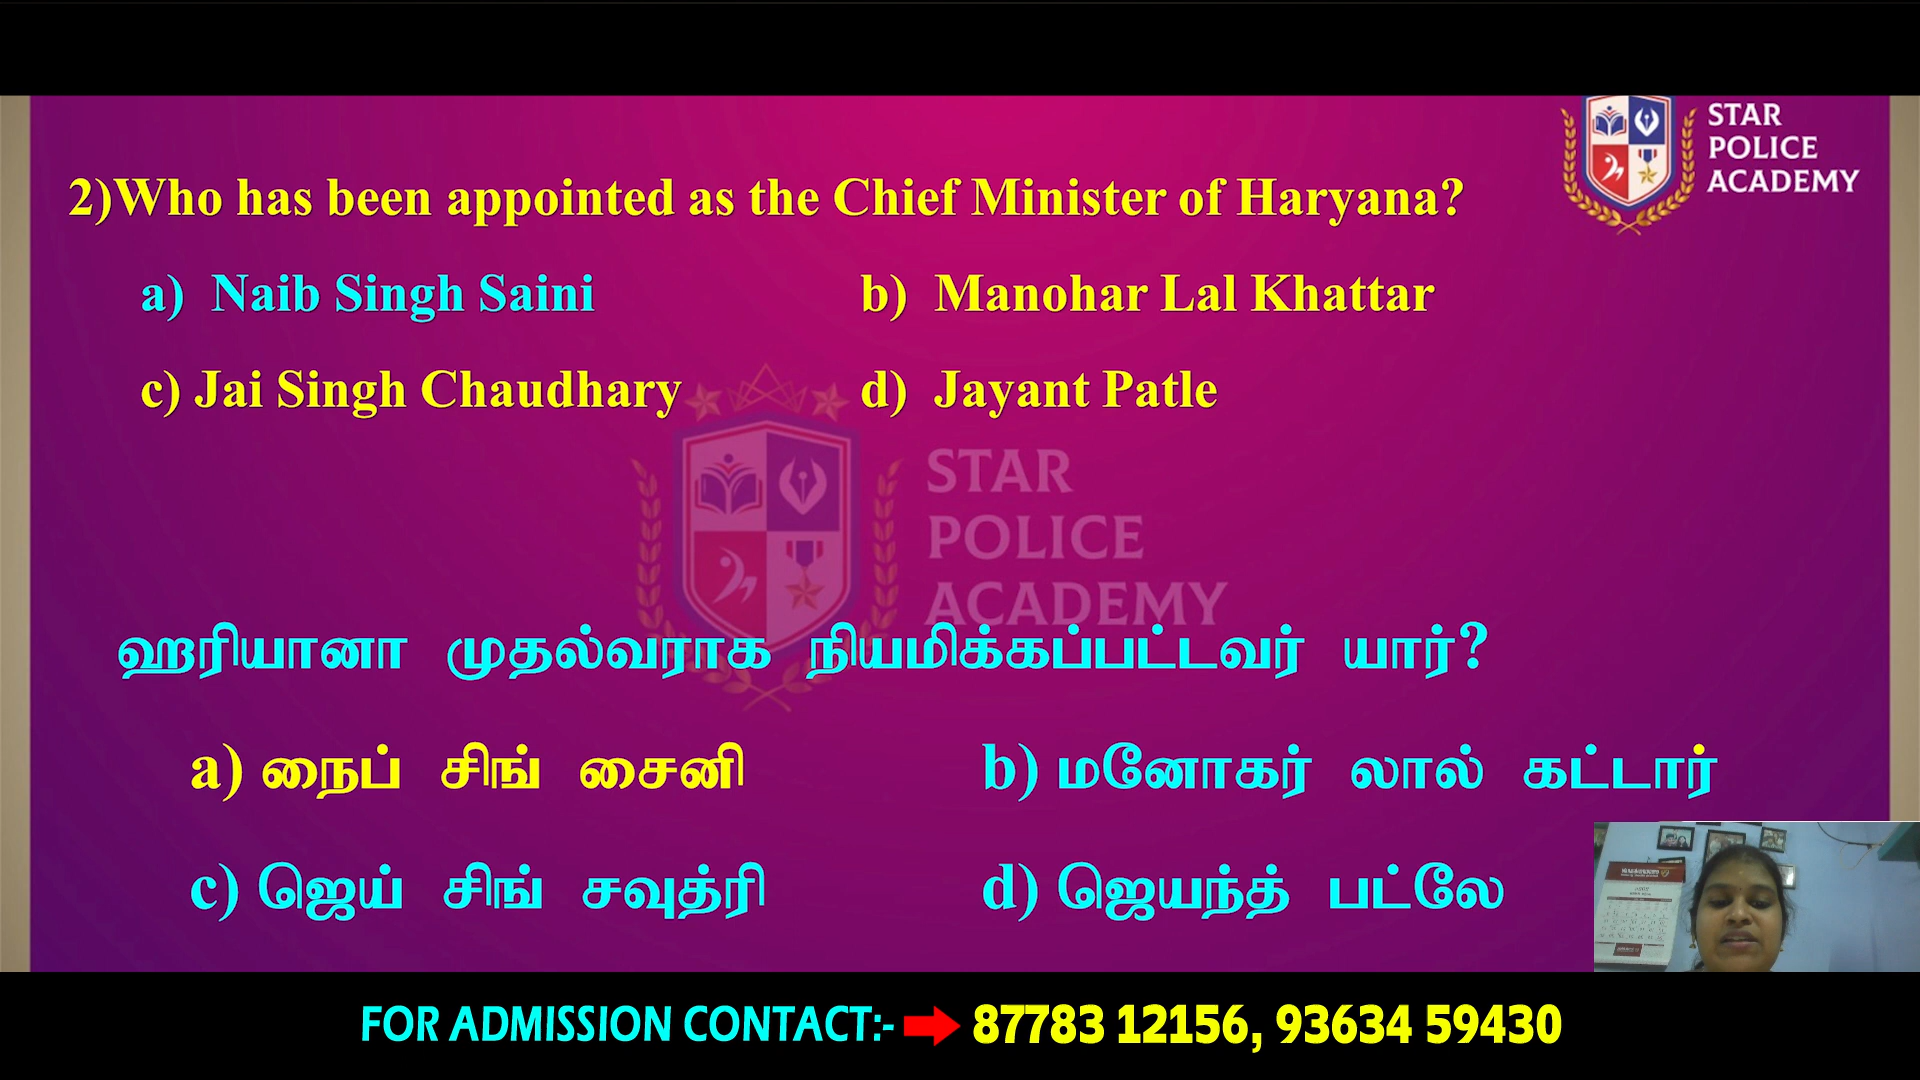 STAR
POLICE
ACADEMY
2)Who has been appointed as the Chief Minister of Haryana?
a) Naib Singh Saini b) Manohar Lal Khattar
c) Jai Singh Chaudhary d) Jayant Patle
STAR
POLICE
ACADEMY
ஹரியானா முதல்வராக நியமிக்கப்பட்டவர் யார்?
a) நைப் சிங் சைனி b) மனோகர் லால் கட்டார்
c) ஜெய் சிங் சவுத்ரி d) ஜெயந்த் பட்லே
FOR ADMISSION CONTACT:- 87783 12156, 93634 59430